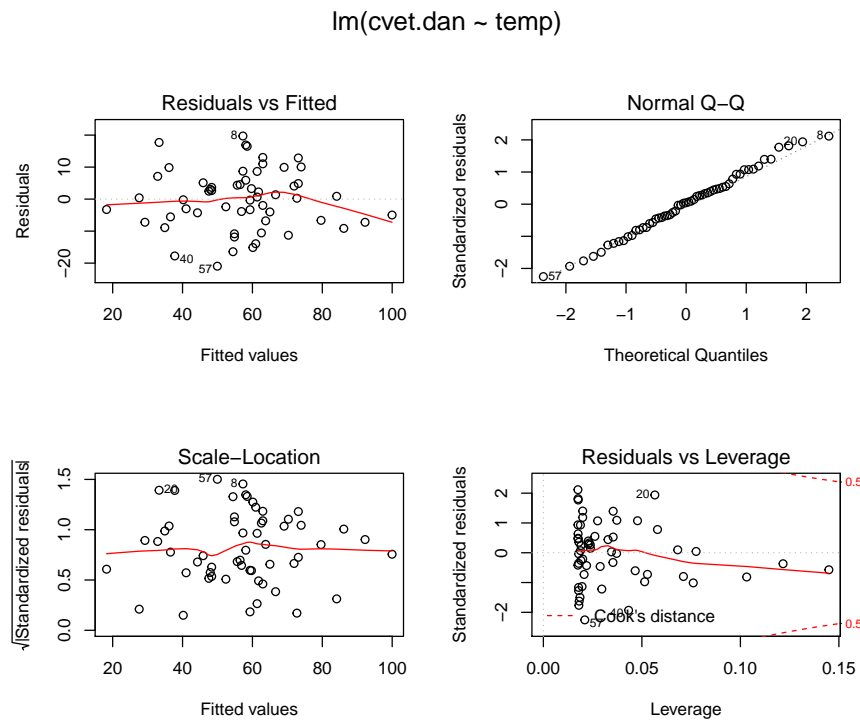 lm(cvet.dan ~ temp)
Residuals vs Fitted
Residuals
−20
0
10
8
40
57
20 40 60 80 100
Fitted values
Normal Q−Q
Standardized residuals
−2
0
1
2
20
8
57
−2 −1 0 1 2
Theoretical Quantiles
Scale−Location
√|Standardized residuals|
0.0
0.5
1.0
1.5
57
8
20
20 40 60 80 100
Fitted values
Residuals vs Leverage
Standardized residuals
−2
0
1
2
20
0.5
40
57
Cook's distance
0.5
0.00 0.05 0.10 0.15
Leverage